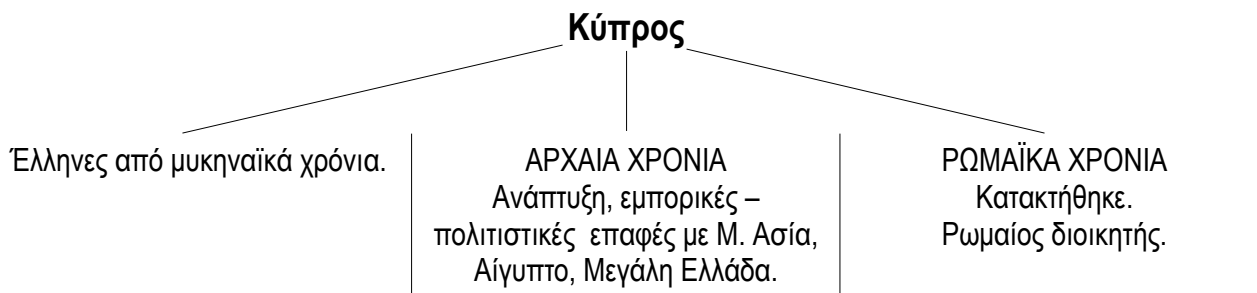 Κύπρος
Έλληνες από μυκηναϊκά χρόνια.
ΑΡΧΑΙΑ ΧΡΟΝΙΑ
Ανάπτυξη, εμπορικές –
πολιτιστικές επαφές με Μ. Ασία,
Αίγυπτο, Μεγάλη Ελλάδα.
ΡΩΜΑΪΚΑ ΧΡΟΝΙΑ
Κατακτήθηκε.
Ρωμαίος διοικητής.